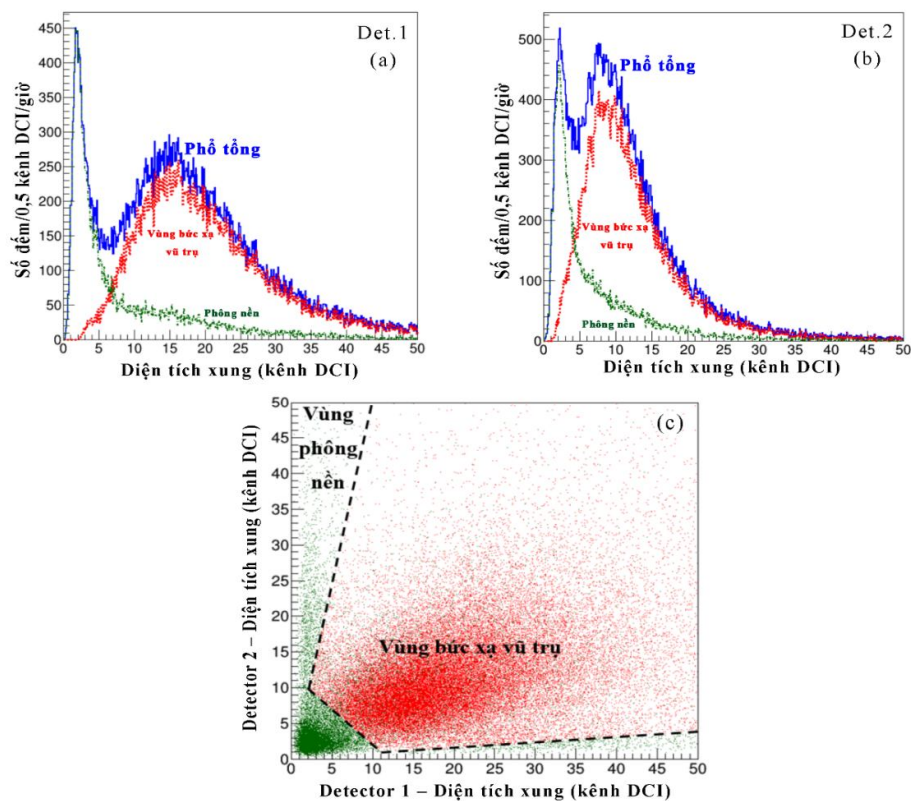 Det.1
(a)
Phổ tổng
Vùng bức xạ
vũ trụ
Phông nền
Số đếm/0,5 kênh DCI/giờ
450
400
350
300
250
200
150
100
50
0
0 5 10 15 20 25 30 35 40 45 50
Diện tích xung (kênh DCI)
Det.2
(b)
Phổ tổng
Vùng bức xạ
vũ trụ
Phông nền
Số đếm/0,5 kênh DCI/giờ
500
400
300
200
100
0
0 5 10 15 20 25 30 35 40 45 50
Diện tích xung (kênh DCI)
(c)
Vùng
phông
nền
Vùng bức xạ vũ trụ
Detector 2 – Diện tích xung (kênh DCI)
50
45
40
35
30
25
20
15
10
5
0
0 5 10 15 20 25 30 35 40 45 50
Detector 1 – Diện tích xung (kênh DCI)